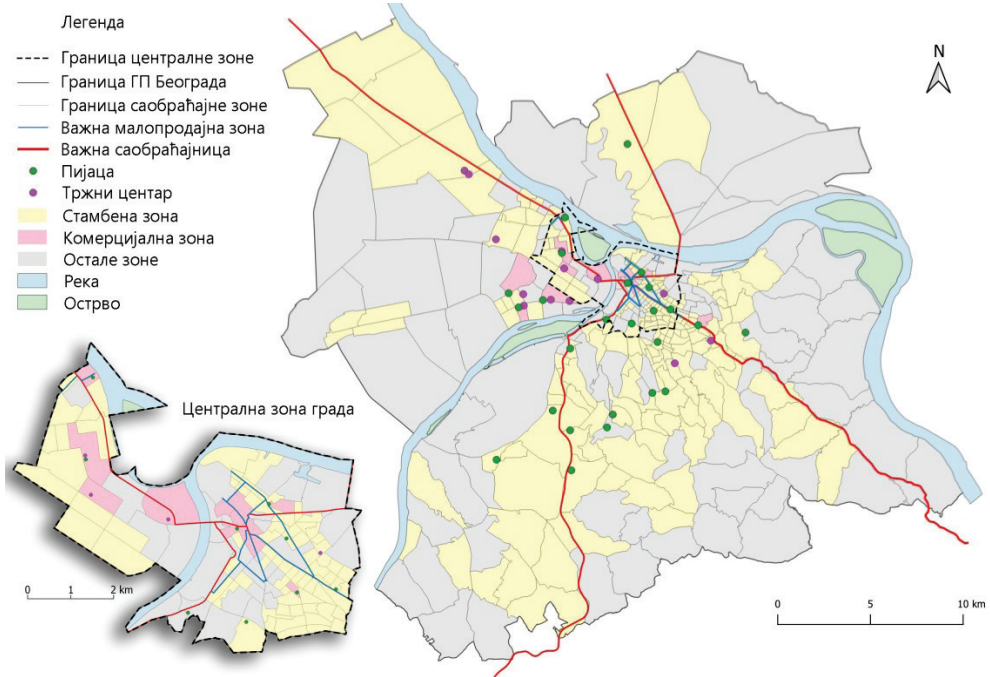 Легенда
Граница централне зоне
Граница ГП Београда
Граница саобраћајне зоне
Важна малопродајна зона
Важна саобраћајница
Пијаца
Тржни центар
Стамбена зона
Комерцијална зона
Остале зоне
Река
Острво
N
Централна зона града
0 1 2 km
0 5 10 km